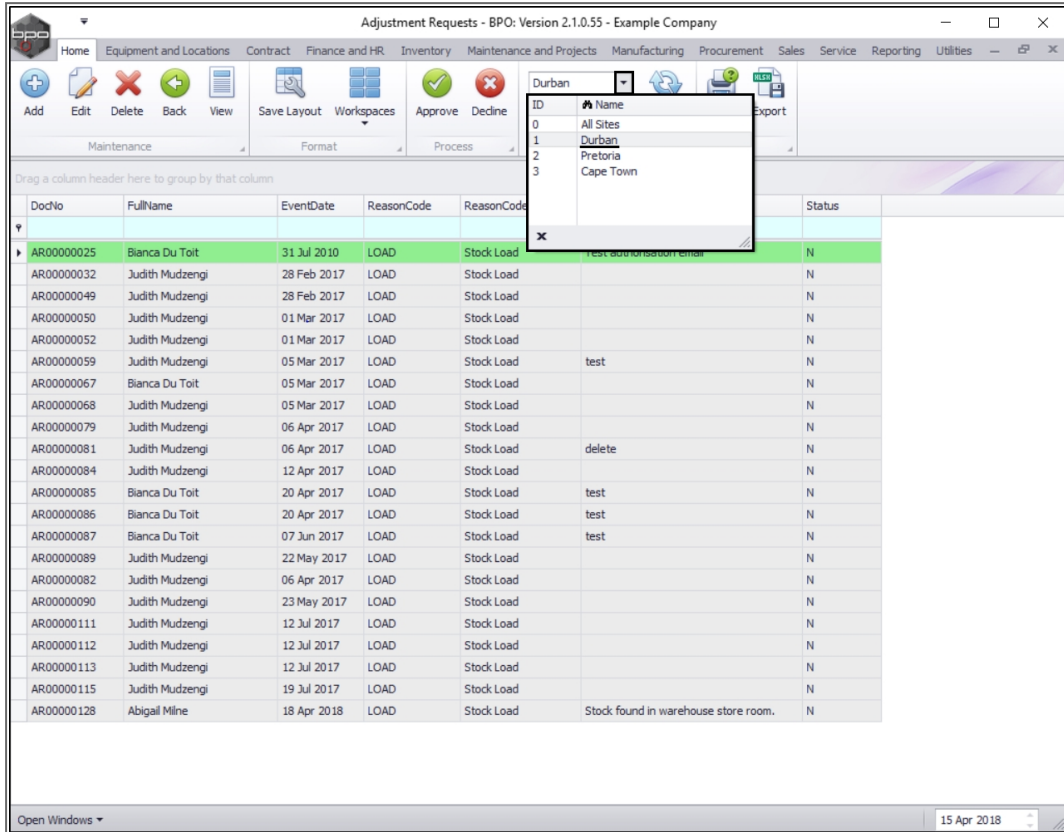 Adjustment Requests - BPO: Version 2.1.0.55 - Example Company
bpo
Home Equipment and Locations Contract Finance and HR Inventory Maintenance and Projects Manufacturing Procurement Sales Service Reporting Utilities
Durban
Add Edit Delete Back View Save Layout Workspaces Approve Decline Export
Maintenance Format Process
ID Name
0 All Sites
1 Durban
2 Pretoria
3 Cape Town
Drag a column header here to group by that column
DocNo FullName EventDate ReasonCode ReasonCode Status
AR00000025 Bianca Du Toit 31 Jul 2010 LOAD Stock Load Test authorisation email N
AR00000032 Judith Mudzengi 28 Feb 2017 LOAD Stock Load N
AR00000049 Judith Mudzengi 28 Feb 2017 LOAD Stock Load N
AR00000050 Judith Mudzengi 01 Mar 2017 LOAD Stock Load N
AR00000052 Judith Mudzengi 01 Mar 2017 LOAD Stock Load N
AR00000059 Judith Mudzengi 05 Mar 2017 LOAD Stock Load test N
AR00000067 Bianca Du Toit 05 Mar 2017 LOAD Stock Load N
AR00000068 Judith Mudzengi 05 Mar 2017 LOAD Stock Load N
AR00000079 Judith Mudzengi 06 Apr 2017 LOAD Stock Load N
AR00000081 Judith Mudzengi 06 Apr 2017 LOAD Stock Load delete N
AR00000084 Judith Mudzengi 12 Apr 2017 LOAD Stock Load N
AR00000085 Bianca Du Toit 20 Apr 2017 LOAD Stock Load test N
AR00000086 Bianca Du Toit 20 Apr 2017 LOAD Stock Load test N
AR00000087 Bianca Du Toit 07 Jun 2017 LOAD Stock Load test N
AR00000089 Judith Mudzengi 22 May 2017 LOAD Stock Load N
AR00000082 Judith Mudzengi 06 Apr 2017 LOAD Stock Load N
AR00000090 Judith Mudzengi 23 May 2017 LOAD Stock Load N
AR00000111 Judith Mudzengi 12 Jul 2017 LOAD Stock Load N
AR00000112 Judith Mudzengi 12 Jul 2017 LOAD Stock Load N
AR00000113 Judith Mudzengi 12 Jul 2017 LOAD Stock Load N
AR00000115 Judith Mudzengi 19 Jul 2017 LOAD Stock Load N
AR00000128 Abigail Milne 18 Apr 2018 LOAD Stock Load Stock found in warehouse store room. N
Open Windows 15 Apr 2018